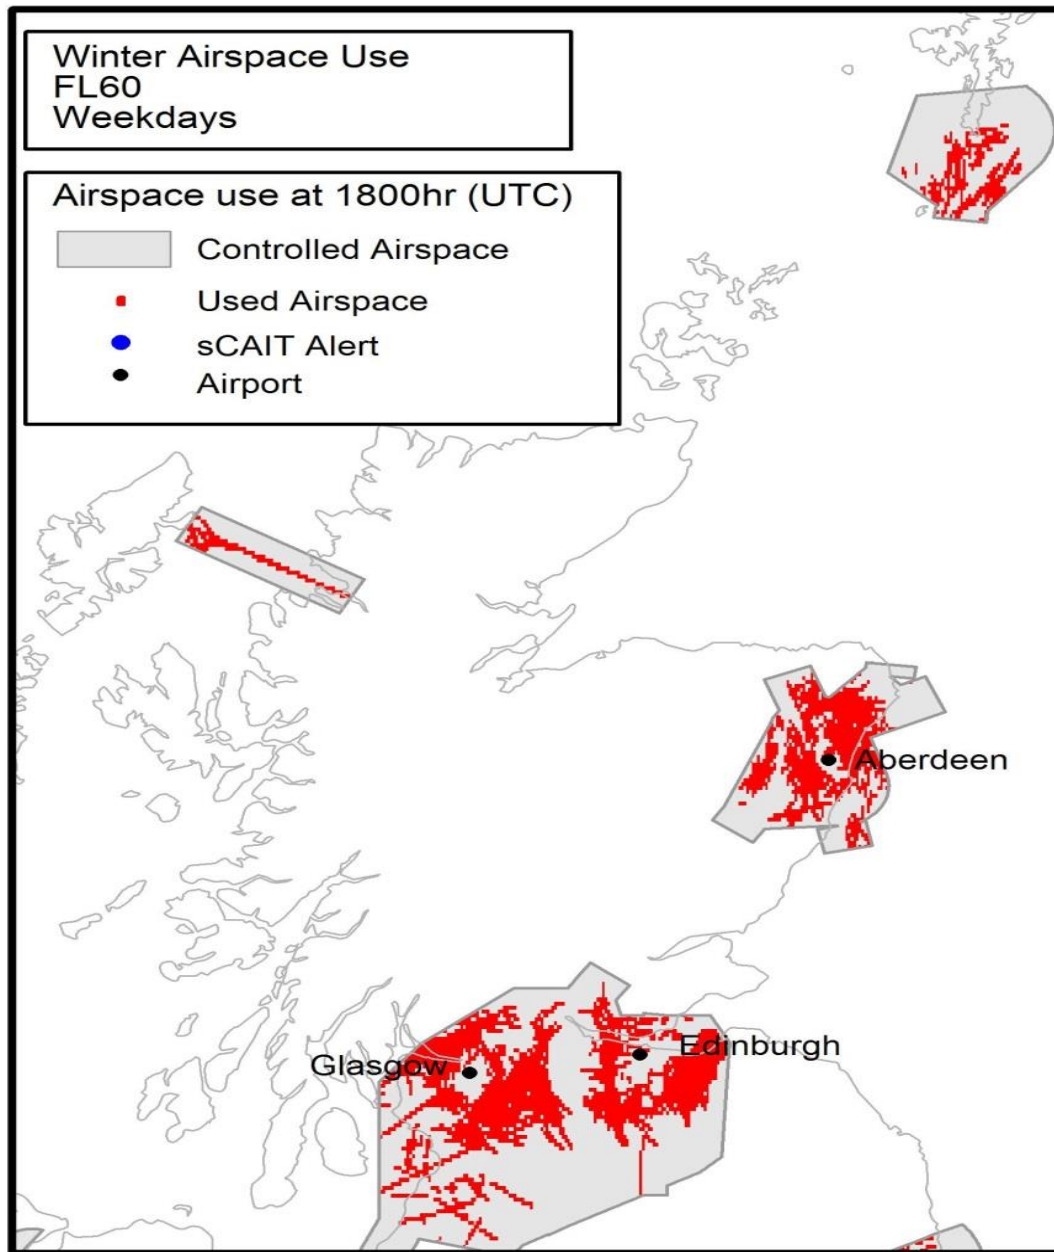 Winter Airspace Use
FL60
Weekdays
Airspace use at 1800hr (UTC)
Controlled Airspace
Used Airspace
sCAIT Alert
Airport
Aberdeen
Edinburgh
Glasgow